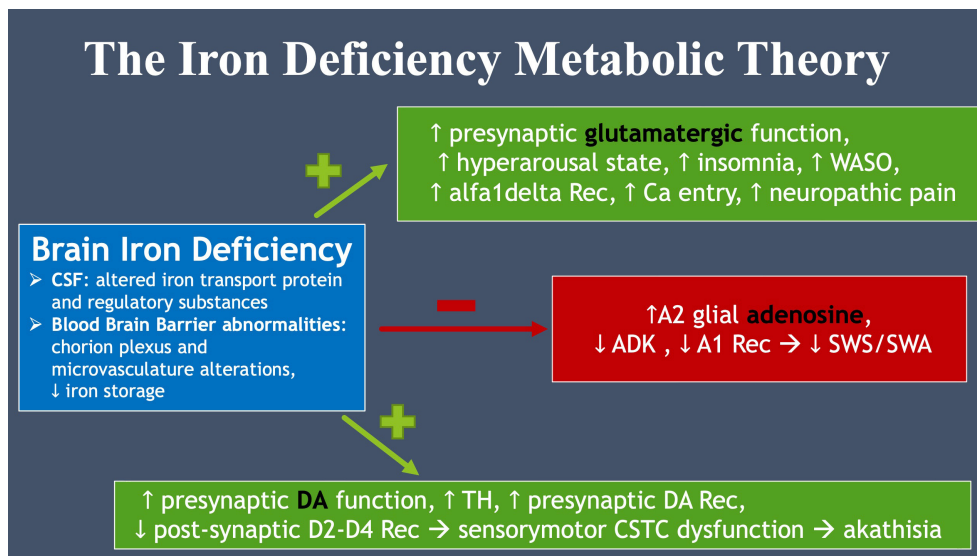 The Iron Deficiency Metabolic Theory
↑ presynaptic glutamatergic function,
↑ hyperarousal state, ↑ insomnia, ↑ WASO,
↑ alfa1delta Rec, ↑ Ca entry, ↑ neuropathic pain
Brain Iron Deficiency
➢ CSF: altered iron transport protein
and regulatory substances
➢ Blood Brain Barrier abnormalities:
chorion plexus and
microvasculature alterations,
↓ iron storage
↑A2 glial adenosine,
↓ ADK , ↓ A1 Rec → ↓ SWS/SWA
↑ presynaptic DA function, ↑ TH, ↑ presynaptic DA Rec,
↓ post-synaptic D2-D4 Rec → sensorymotor CSTC dysfunction → akathisia